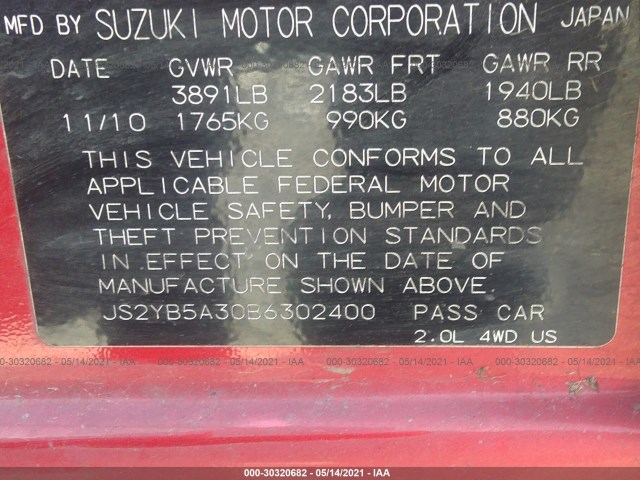 MFD BY SUZUKI MOTOR CORPORATION JAPAN
DATE GVWR GAWR FRT GAWR RR
3891LB 2183LB 1940LB
11/10 1765KG 990KG 880KG
THIS VEHICLE CONFORMS TO ALL
APPLICABLE FEDERAL MOTOR
VEHICLE SAFETY, BUMPER AND
THEFT PREVENTION STANDARDS
IN EFFECT ON THE DATE OF
MANUFACTURE SHOWN ABOVE.
JS2YB5A30B6302400 PASS CAR
2.0L 4WD US
000-30320682 - 05/14/2021 - IAA